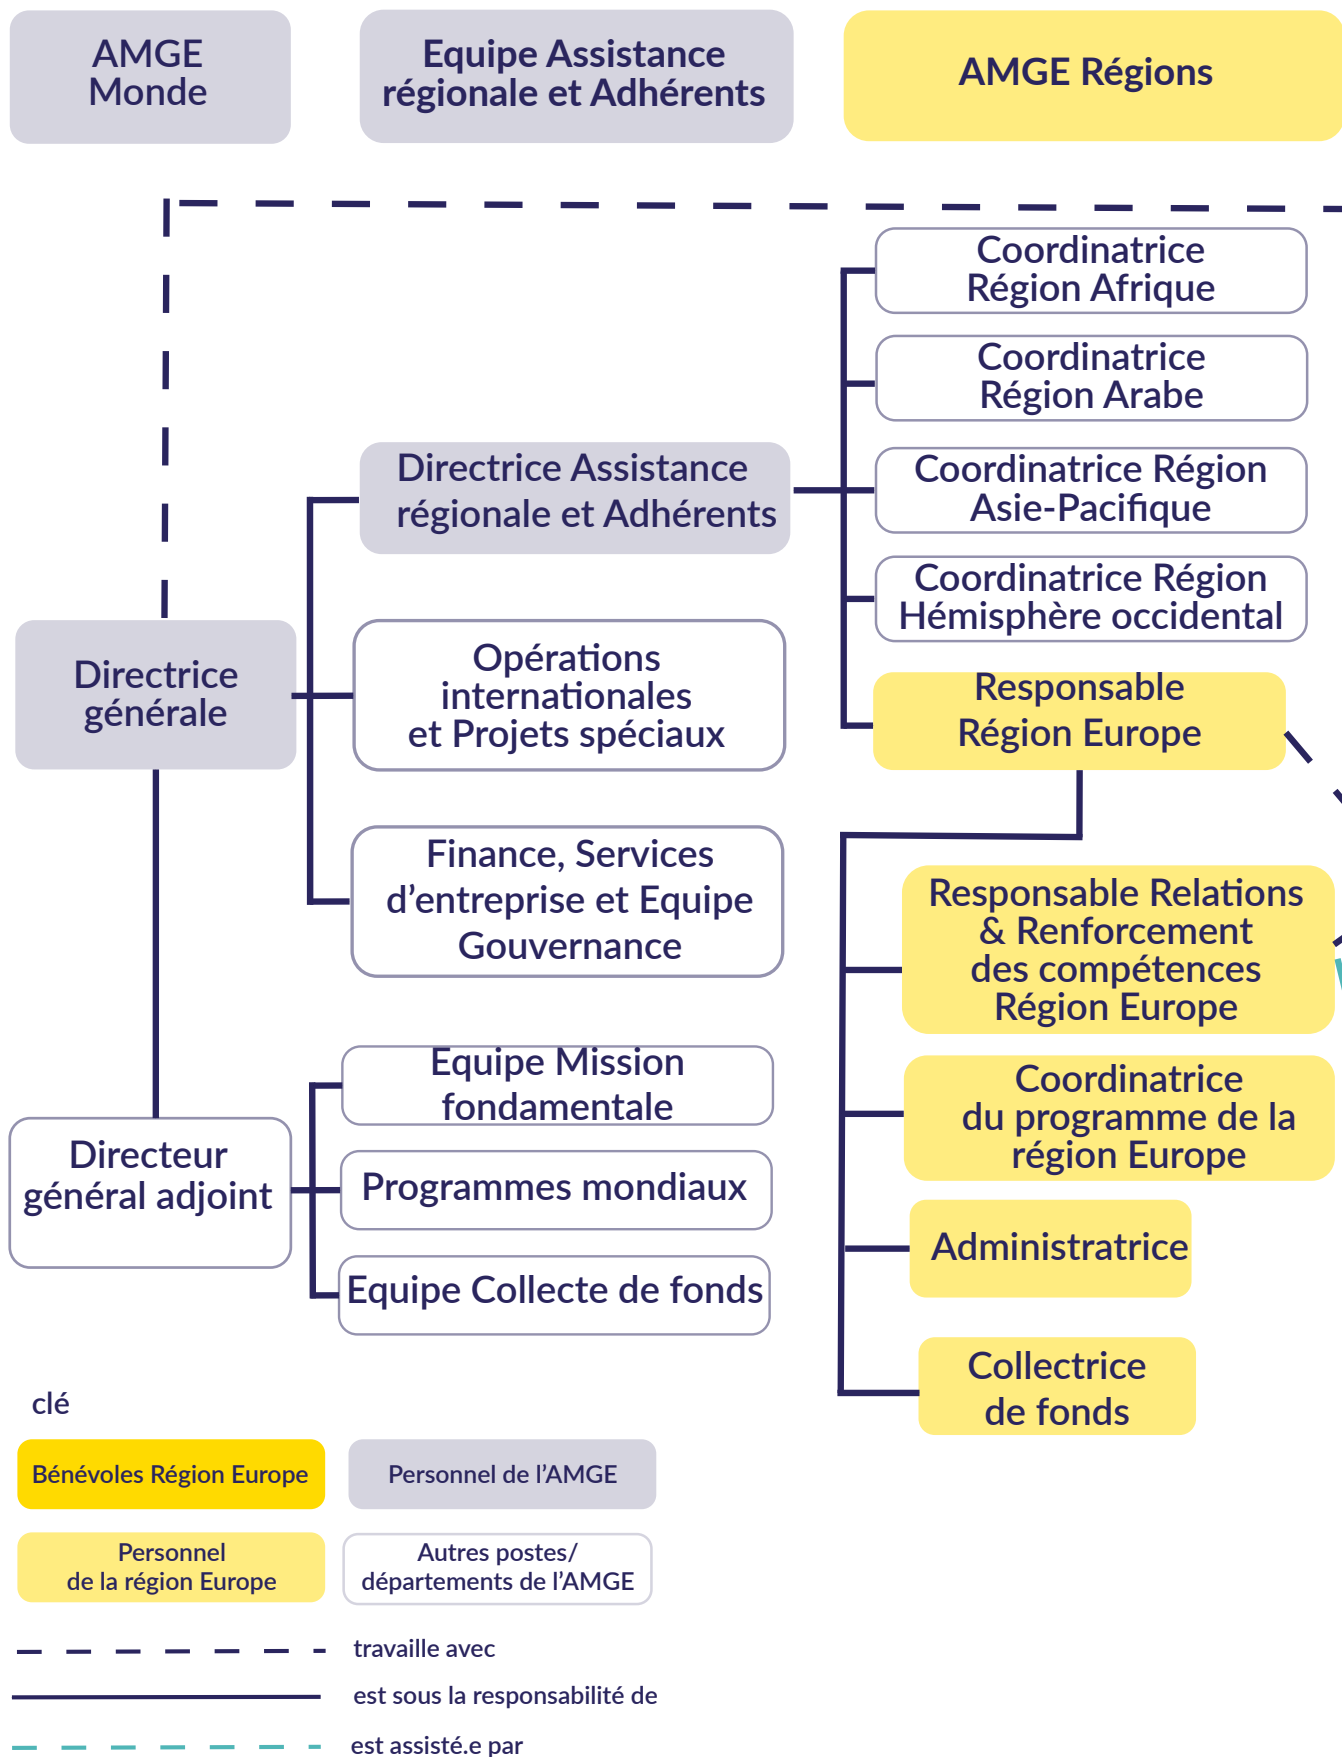 AMGE
Monde
Equipe Assistance
régionale et Adhérents
AMGE Régions
Coordinatrice
Région Afrique
Coordinatrice
Région Arabe
Coordinatrice Région
Asie-Pacifique
Coordinatrice Région
Hémisphère occidental
Responsable
Région Europe
Directrice Assistance
régionale et Adhérents
Opérations
internationales
et Projets spéciaux
Finance, Services
d’entreprise et Equipe
Gouvernance
Directrice
générale
Directeur
général adjoint
Equipe Mission
fondamentale
Programmes mondiaux
Equipe Collecte de fonds
Responsable Relations
& Renforcement
des compétences
Région Europe
Coordinatrice
du programme de la
région Europe
Administratrice
Collectrice
de fonds
clé
Bénévoles Région Europe
Personnel de l’AMGE
Personnel
de la région Europe
Autres postes/
départements de l’AMGE
travaille avec
est sous la responsabilité de
est assisté.e par